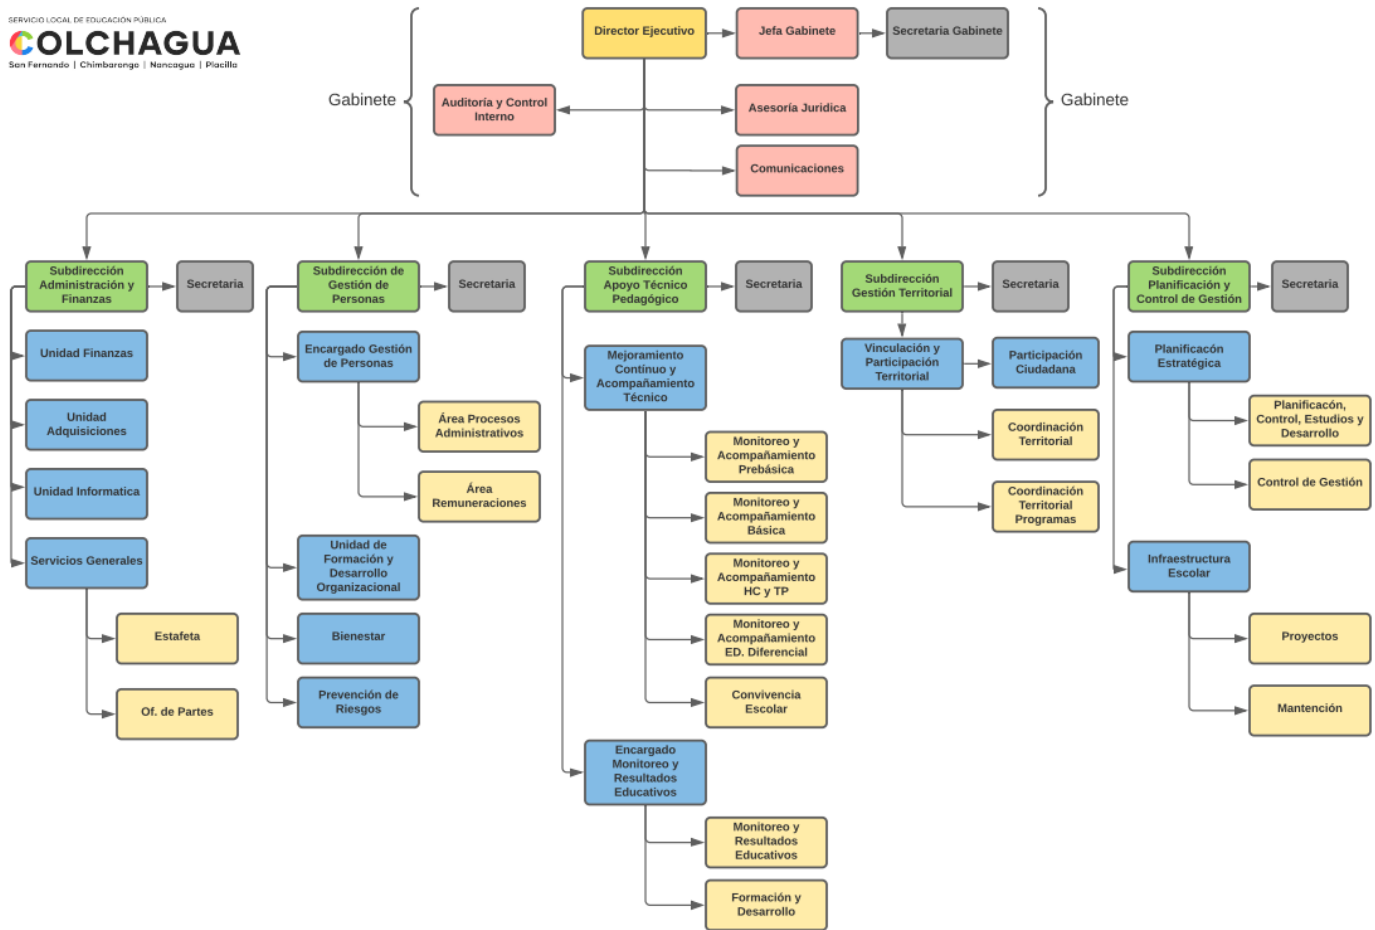 SERVICIO LOCAL DE EDUCACIÓN PÚBLICA
COLCHAGUA
San Fernando | Chimbarongo | Nancagua | Placilla
Director Ejecutivo
Jefa Gabinete
Secretaria Gabinete
Gabinete
Auditoría y Control
Interno
Asesoría Juridica
Gabinete
Comunicaciones
Subdirección
Administración y
Finanzas
Secretaria
Unidad Finanzas
Unidad
Adquisiciones
Unidad Informatica
Servicios Generales
Estafeta
Of. de Partes
Subdirección de
Gestión de
Personas
Secretaria
Encargado Gestión
de Personas
Área Procesos
Administrativos
Área
Remuneraciones
Unidad de
Formación y
Desarrollo
Organizacional
Bienestar
Prevención de
Riesgos
Subdirección
Apoyo Técnico
Pedagógico
Secretaria
Mejoramiento
Contínuo y
Acompañamiento
Técnico
Monitoreo y
Acompañamiento
Prebásica
Monitoreo y
Acompañamiento
Básica
Monitoreo y
Acompañamiento
HC y TP
Monitoreo y
Acompañamiento
ED. Diferencial
Convivencia
Escolar
Encargado
Monitoreo y
Resultados
Educativos
Monitoreo y
Resultados
Educativos
Formación y
Desarrollo
Subdirección
Gestión Territorial
Secretaria
Vinculación y
Participación
Territorial
Participación
Ciudadana
Coordinación
Territorial
Coordinación
Territorial
Programas
Subdirección
Planificación y
Control de Gestión
Secretaria
Planificacón
Estratégica
Planificacón,
Control, Estudios y
Desarrollo
Control de Gestión
Infraestructura
Escolar
Proyectos
Mantención